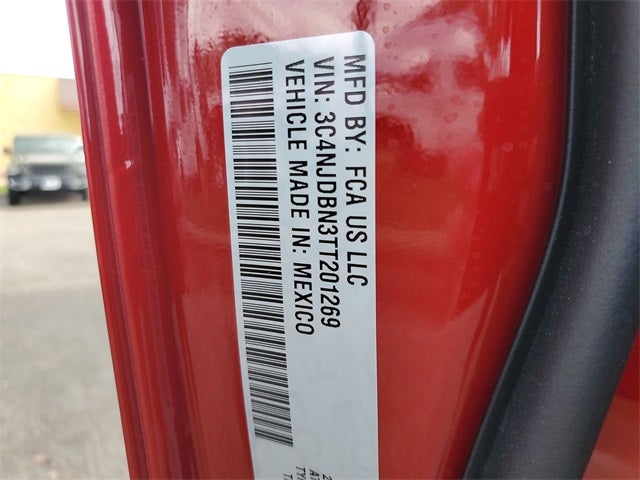 MFD BY: FCA US LLC
VIN: 3C4NJDBN3TT201269
VEHICLE MADE IN: MEXICO